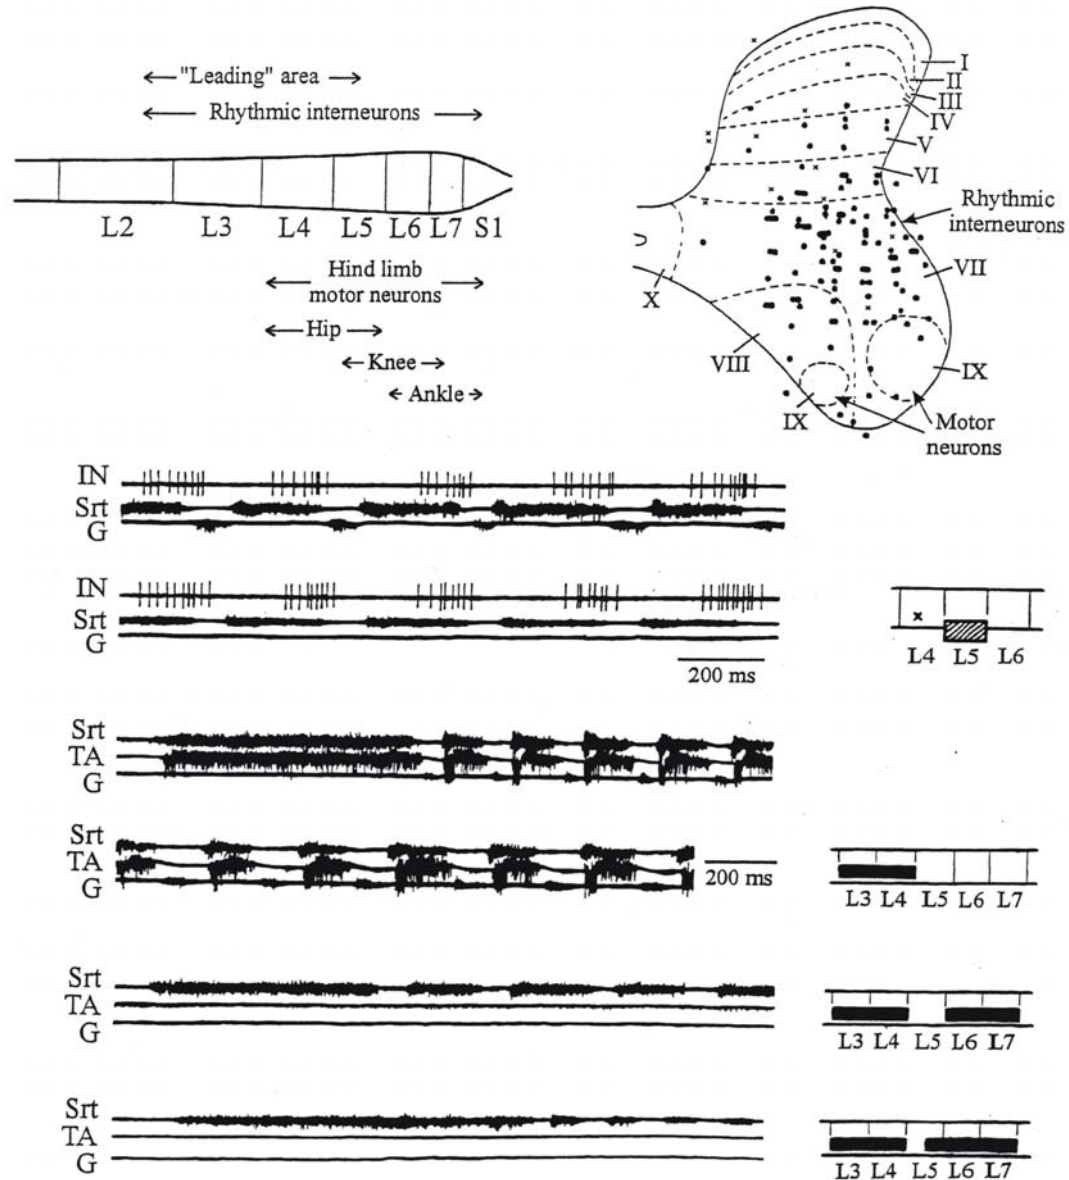 "Leading" area
Rhythmic interneurons
L2 L3 L4 L5 L6 L7 S1
Hind limb
motor neurons
Hip
Knee
Ankle
I
II
III
IV
V
VI
Rhythmic
interneurons
VII
X
VIII
IX
IX
Motor
neurons
IN
Srt
G
IN
Srt
G
200 ms
L4 L5 L6
Srt
TA
G
Srt
TA
G
200 ms
L3 L4 L5 L6 L7
Srt
TA
G
L3 L4 L5 L6 L7
Srt
TA
G
L3 L4 L5 L6 L7